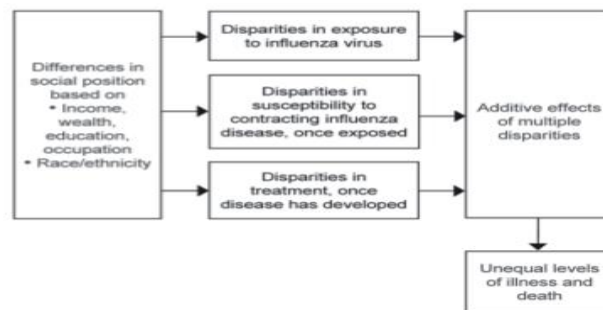 Differences in
social position
based on
• Income,
wealth,
education,
occupation
• Race/ethnicity
Disparities in exposure
to influenza virus
Disparities in
susceptibility to
contracting influenza
disease, once exposed
Disparities in
treatment, once
disease has developed
Additive effects
of multiple
disparities
Unequal levels
of illness and
death